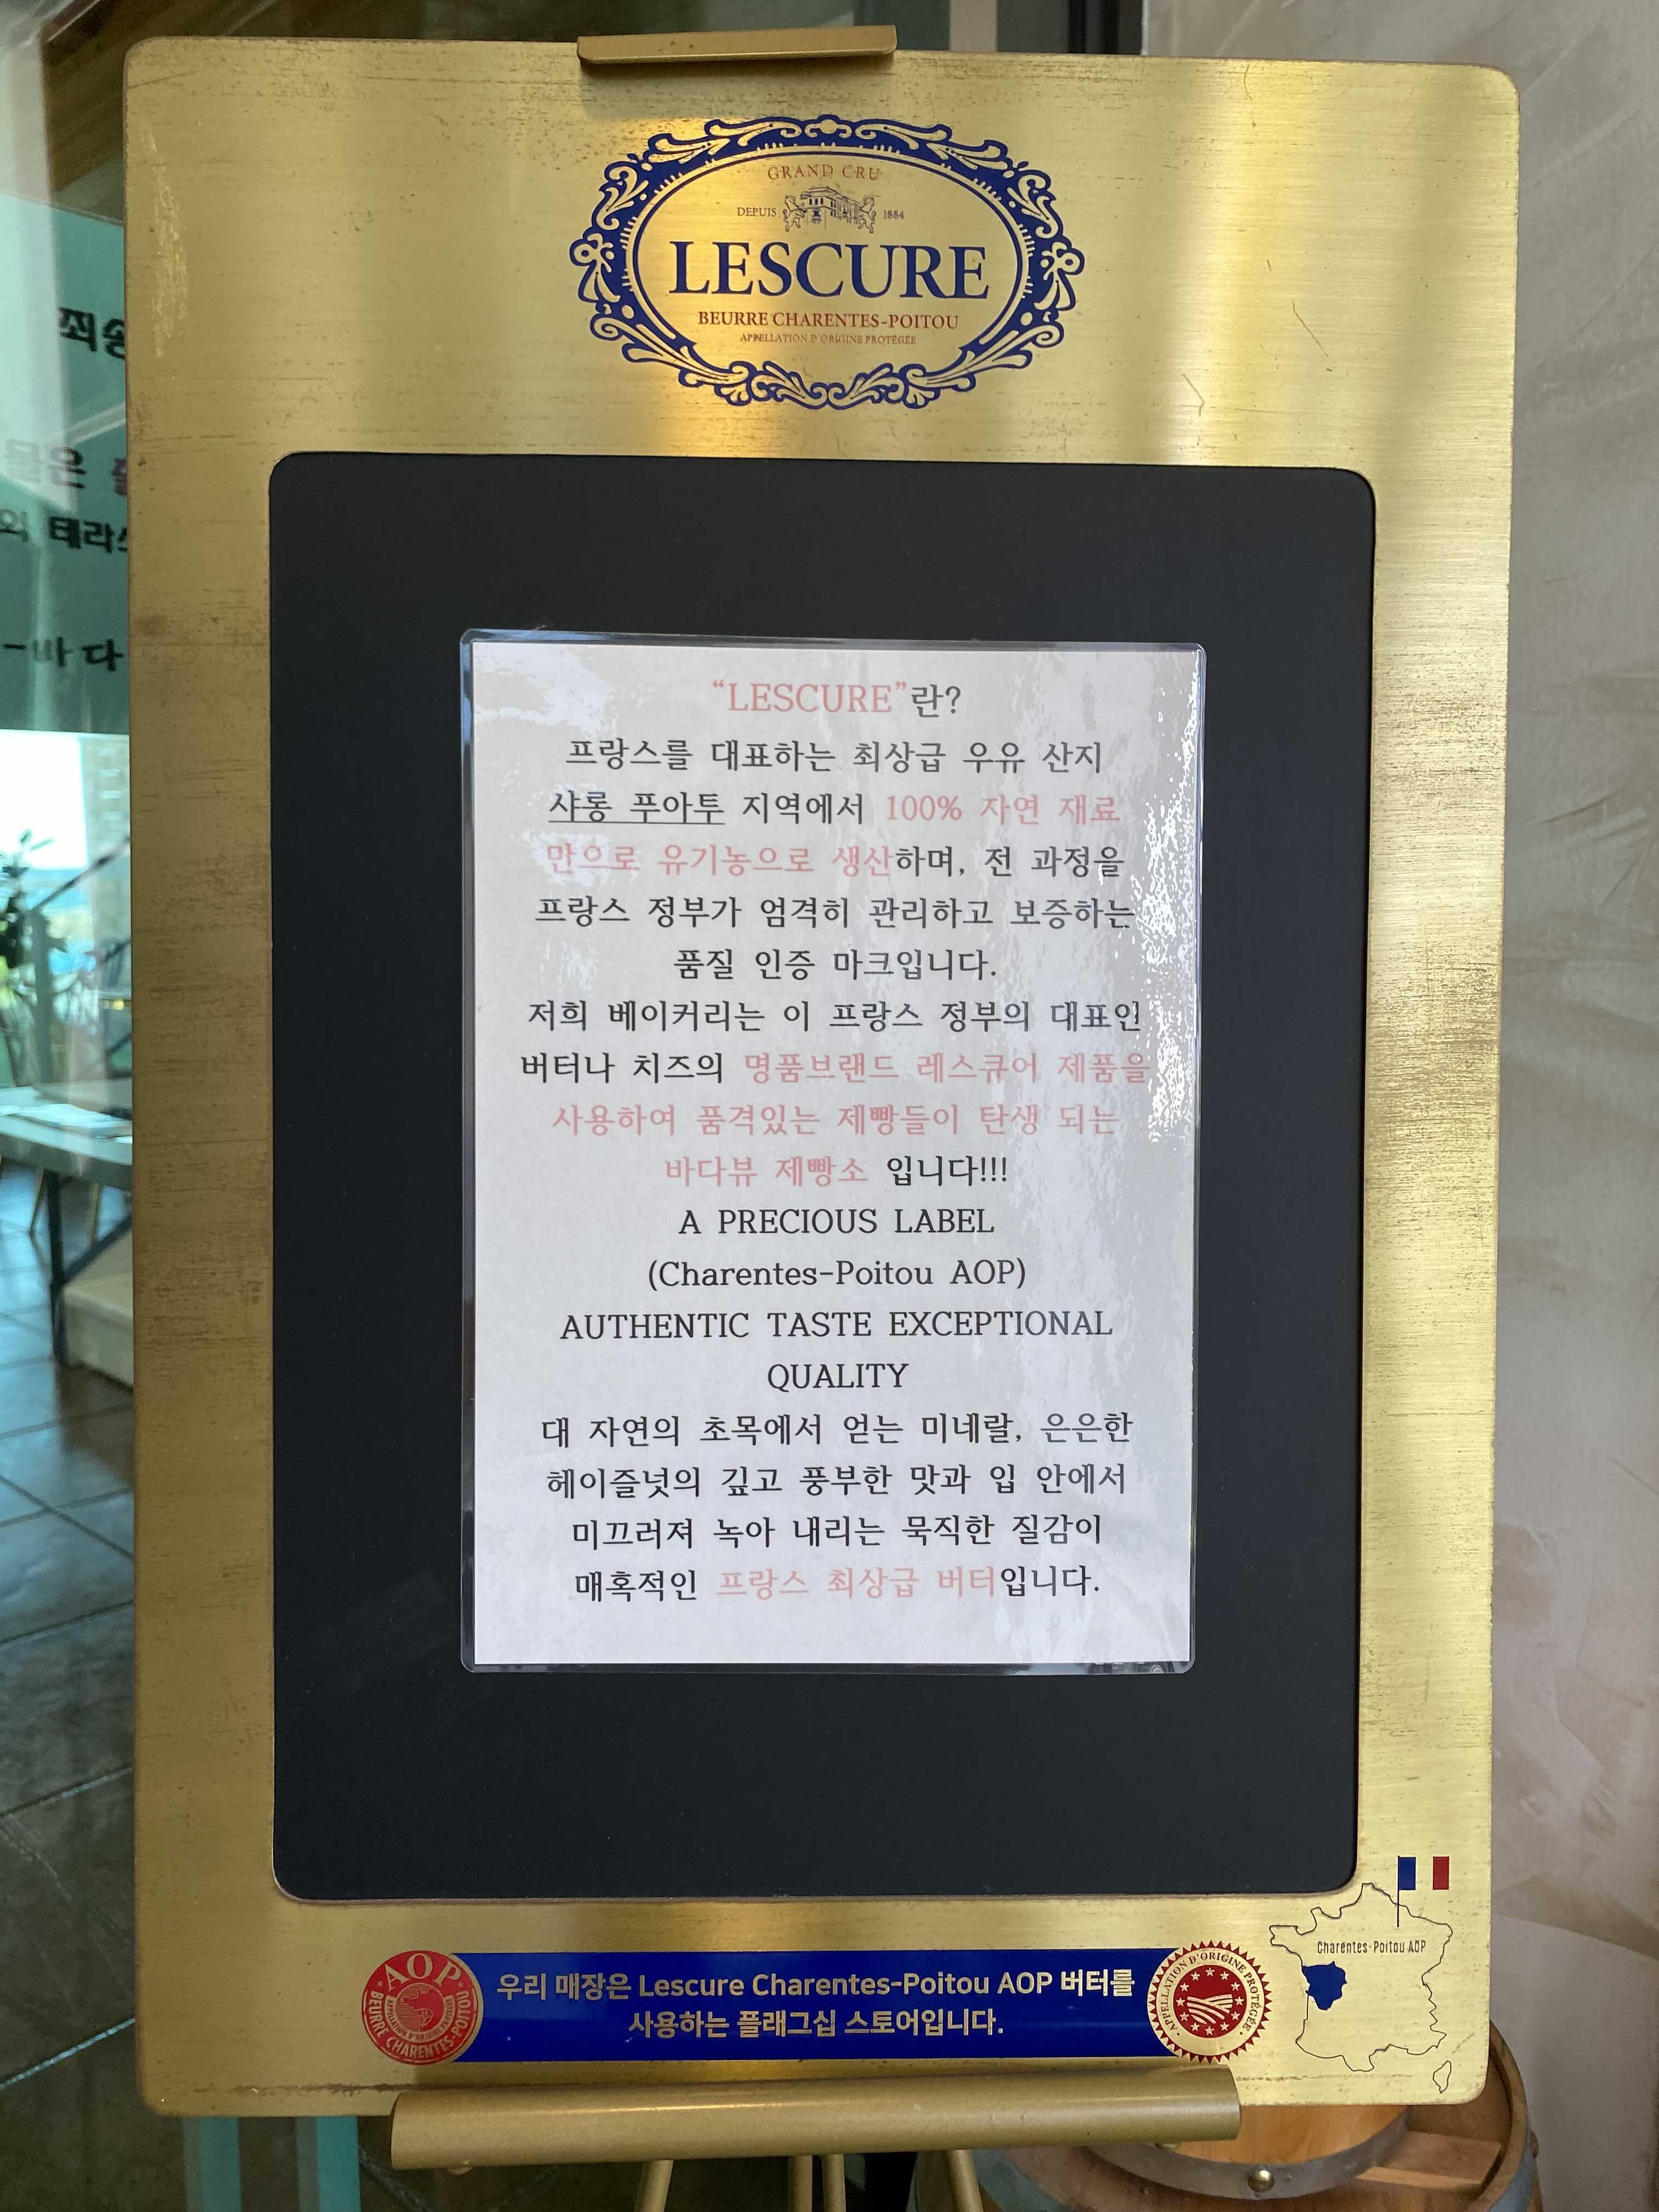 GRAND CRU
DEPUIS 1884
LESCURE
BEURRE CHARENTES-POITOU
APPELLATION D'ORIGINE PROTÉGÉE
테라
바다
“LESCURE”란?
프랑스를 대표하는 최상급 우유 산지
샤롱 푸아투 지역에서 100% 자연 재료
만으로 유기농으로 생산하며, 전 과정을
프랑스 정부가 엄격히 관리하고 보증하는
품질 인증 마크입니다.
저희 베이커리는 이 프랑스 정부의 대표인
버터나 치즈의 명품브랜드 레스큐어 제품을
사용하여 품격있는 제빵들이 탄생 되는
바다뷰 제빵소 입니다!!!
A PRECIOUS LABEL
(Charentes-Poitou AOP)
AUTHENTIC TASTE EXCEPTIONAL
QUALITY
대 자연의 초목에서 얻는 미네랄, 은은한
헤이즐넛의 깊고 풍부한 맛과 입 안에서
미끄러져 녹아 내리는 묵직한 질감이
매혹적인 프랑스 최상급 버터입니다.
Charentes-Poitou AOP
AOP
BEURRE CHARENTES-POITOU
우리 매장은 Lescure Charentes-Poitou AOP 버터를
사용하는 플래그십 스토어입니다.
APPELLATION D'ORIGINE PROTÉGÉE